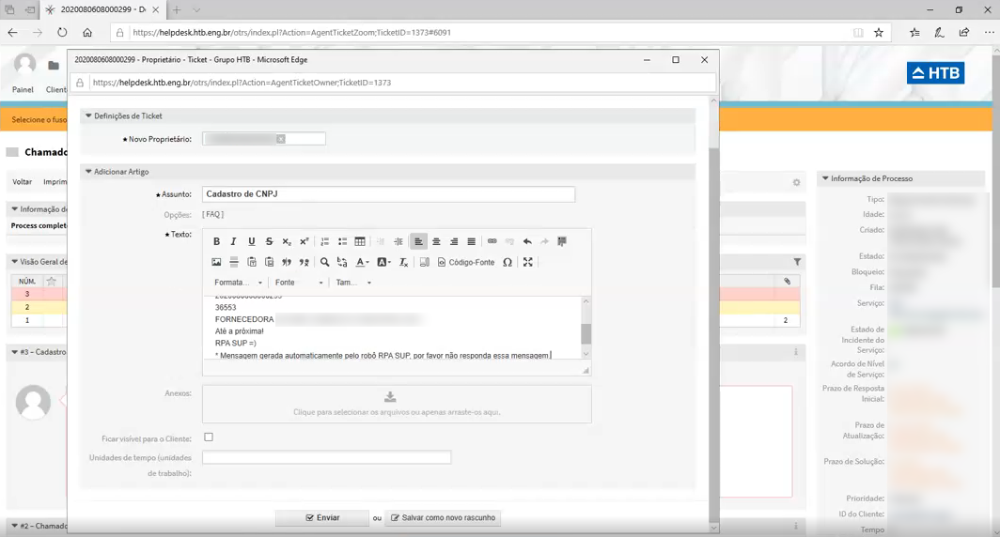 2020080608000299 - D
https://helpdesk.htb.eng.br/otrs/index.pl?Action=AgentTicketZoom;TicketID=1373#6091
2020080608000299 - Proprietário - Ticket - Grupo HTB - Microsoft Edge
https://helpdesk.htb.eng.br/otrs/index.pl?Action=AgentTicketOwner;TicketID=1373
Painel
Client
HTB
Selecione o fuso
Chamado
Voltar
Imprim
Informação d
Process complete
Visão Geral de
NÚM.
3
2
1
2
#3 – Cadastro
#2 – Chamado
Definições de Ticket
★ Novo Proprietário:
Adicionar Artigo
★ Assunto:
Cadastro de CNPJ
Opções:
[ FAQ ]
★ Texto:
Código-Fonte
Formata...
Fonte
Tam...
2020080608000299
36553
FORNECEDORA
Até a próxima!
RPA SUP =)
* Mensagem gerada automaticamente pelo robô RPA SUP, por favor não responda essa mensagem.
Anexos:
Clique para selecionar os arquivos ou apenas arraste-os aqui.
Ficar visível para o Cliente:
Unidades de tempo (unidades
de trabalho):
Enviar
ou
Salvar como novo rascunho
Informação de Processo
Tipo:
Idade:
Criado:
Estado:
Bloqueio:
Fila:
Serviço:
Estado de
Incidente do
Serviço:
Acordo de Nível
de Serviço:
Prazo de Resposta
Inicial:
Prazo de
Atualização:
Prazo de Solução:
Prioridade:
ID do Cliente:
Tempo